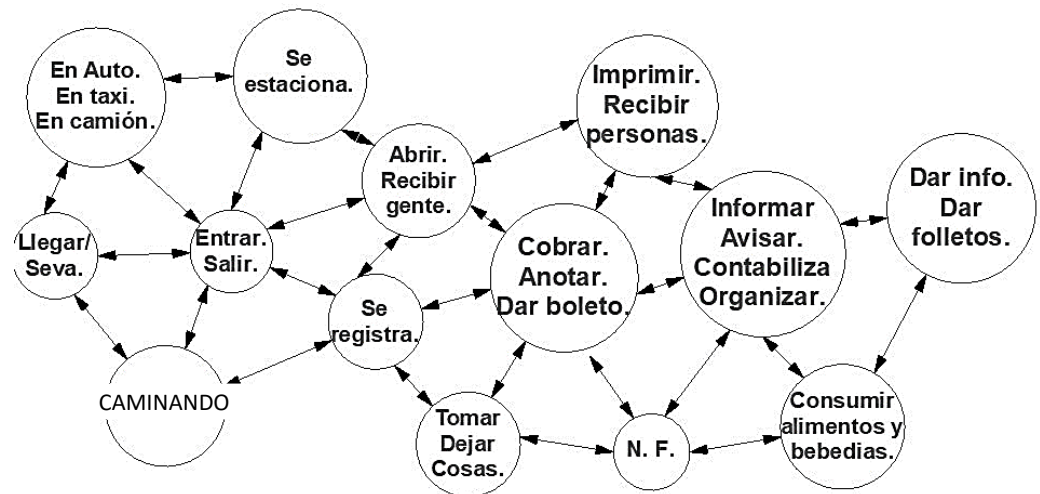 En Auto.
En taxi.
En camión.
Se
estaciona.
Imprimir.
Recibir
personas.
Abrir.
Recibir
gente.
Dar info.
Dar
folletos.
Llegar/
Seva.
Entrar.
Salir.
Cobrar.
Anotar.
Dar boleto.
Informar
Avisar.
Contabiliza
Organizar.
Se
registra.
CAMINANDO
Tomar
Dejar
Cosas.
N. F.
Consumir
alimentos y
bebedias.